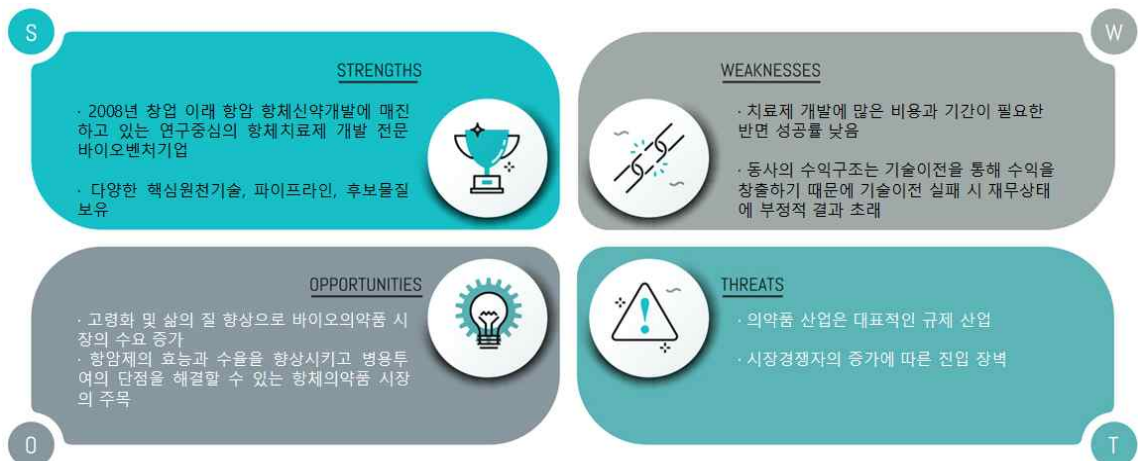 S
STRENGTHS
· 2008년 창업 이래 항암 항체신약개발에 매진
하고 있는 연구중심의 항체치료제 개발 전문
바이오벤처기업
· 다양한 핵심원천기술, 파이프라인, 후보물질
보유
W
WEAKNESSES
· 치료제 개발에 많은 비용과 기간이 필요한
반면 성공률 낮음
· 동사의 수익구조는 기술이전을 통해 수익을
창출하기 때문에 기술이전 실패 시 재무상태
에 부정적 결과 초래
OPPORTUNITIES
· 고령화 및 삶의 질 향상으로 바이오의약품 시
장의 수요 증가
· 항암제의 효능과 수율을 향상시키고 병용투
여의 단점을 해결할 수 있는 항체의약품 시장
의 주목
O
THREATS
· 의약품 산업은 대표적인 규제 산업
· 시장경쟁자의 증가에 따른 진입 장벽
T